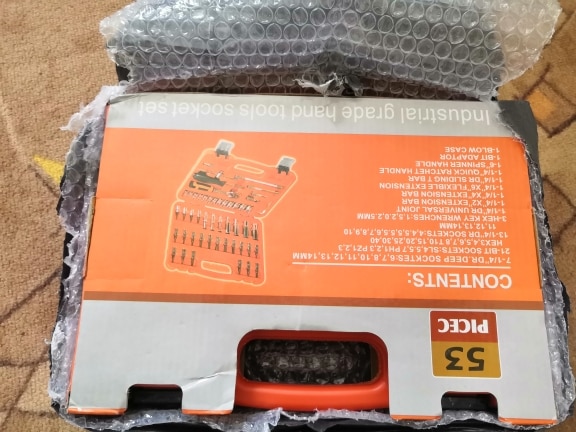 53
PICEC
CONTENTS:
7-1/4"DR.DEEP SOCKTES:6,7,8,10,11,12,13,14MM
21-BIT SOCKETS-SL4,5.5,7 PH1,2,3 PZ1,2,3
HEX3,4,5,6,7,8,T10,15,20,25,30,40
13-1/4"DR SOCKETS-4,4.5,5,5.5,6,7,8,9,10
11,12,13,14MM
3-HEX KEY WRENCHES-1.5,2.0,2.5MM
1-1/4"DR UNIVERSAL JOINT
1-1/4"X2"EXTENSION BAR
1-1/4"X4"EXTENSION BAR
1-1/4"X6"FLEXIBLE EXTENSION
1-1/4"DR SLIDING T BAR
1-1/4"QUICK RATCHET HANDLE
1-6"SPINNER HANDLE
1-BIT ADAPTOR
1-BLOW CASE
Industrial grade hand tools socket set